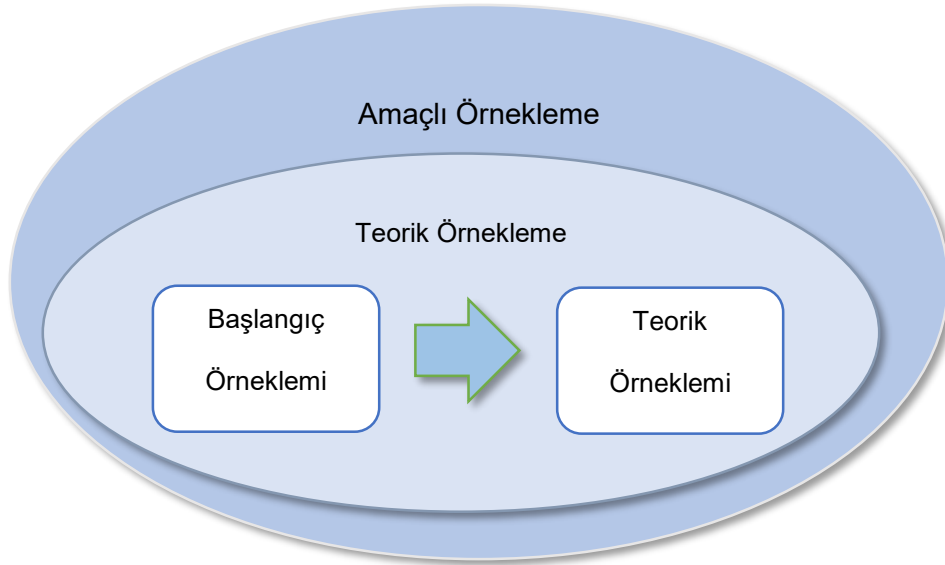 Amaçlı Örnekleme
Teorik Örnekleme
Başlangıç
Örneklemi
Teorik
Örneklemi